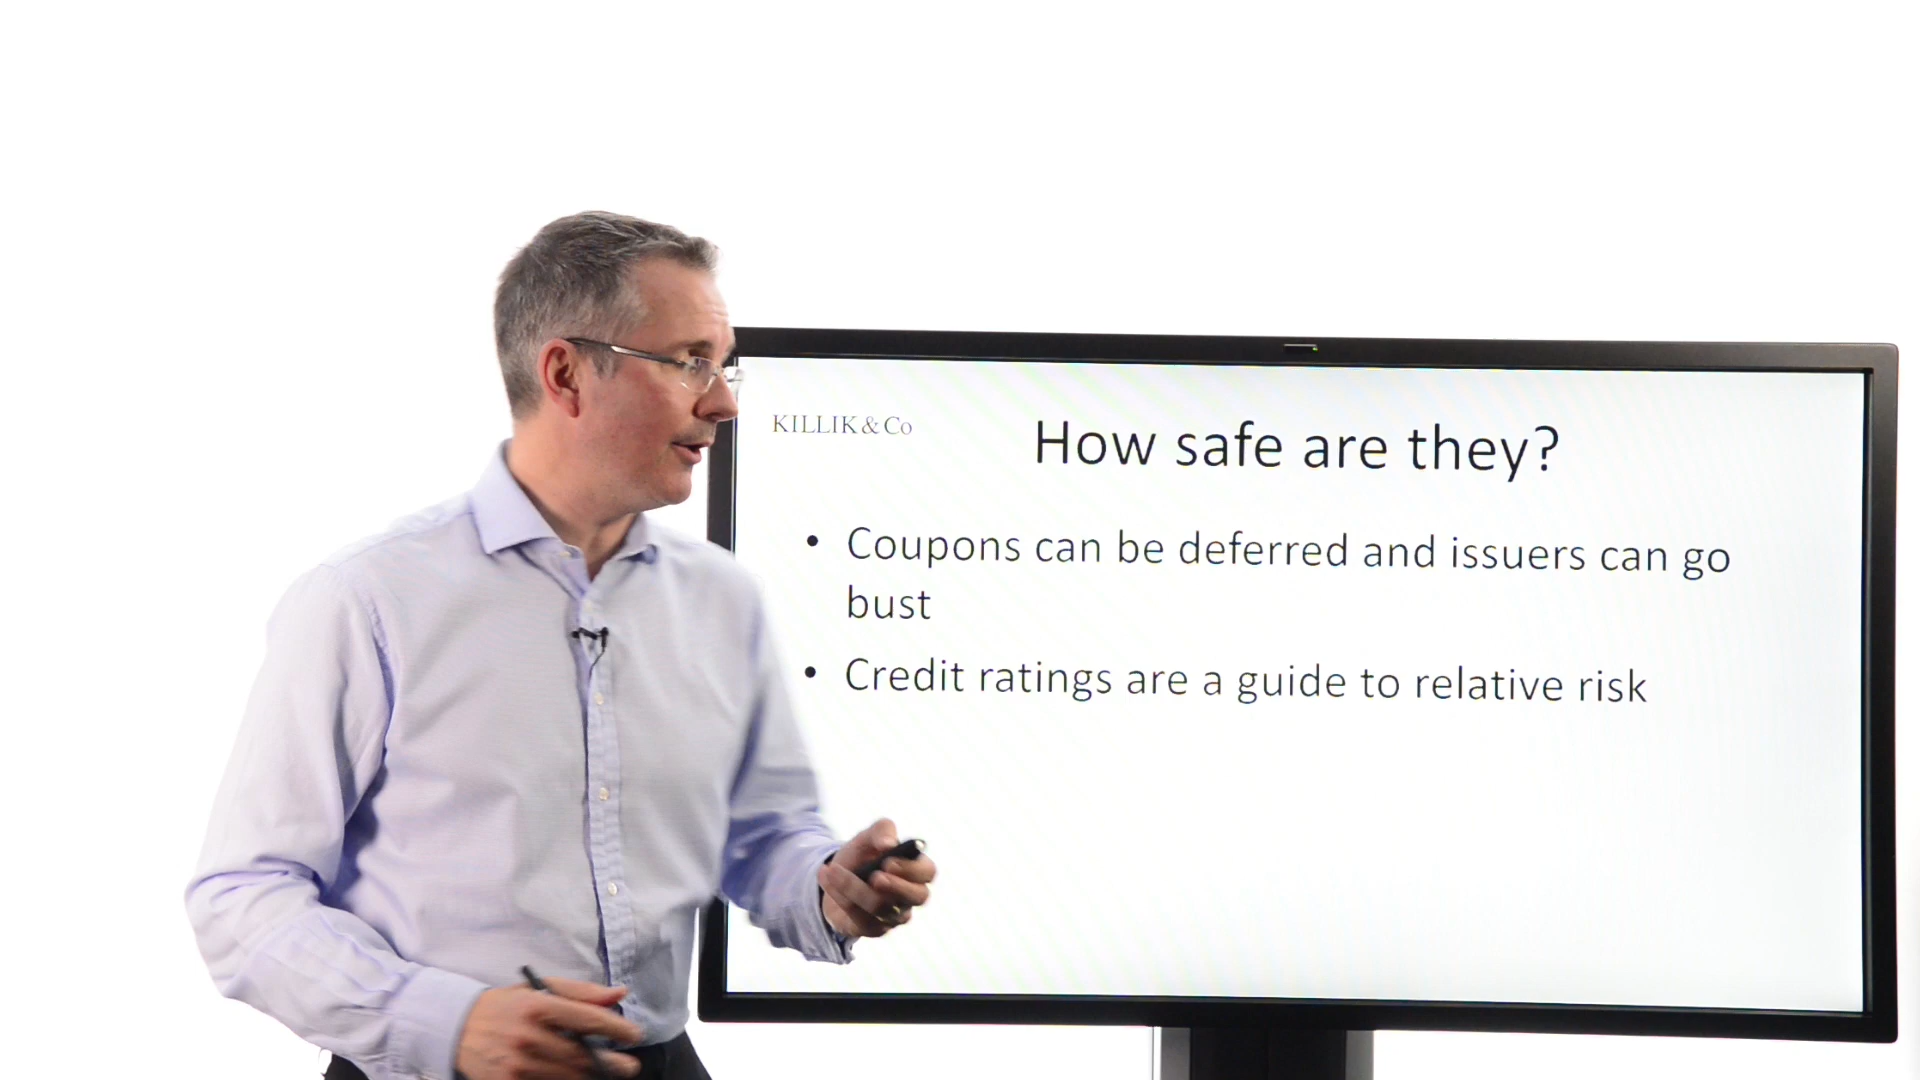 KILLIK & Co
How safe are they?
• Coupons can be deferred and issuers can go
bust
• Credit ratings are a guide to relative risk